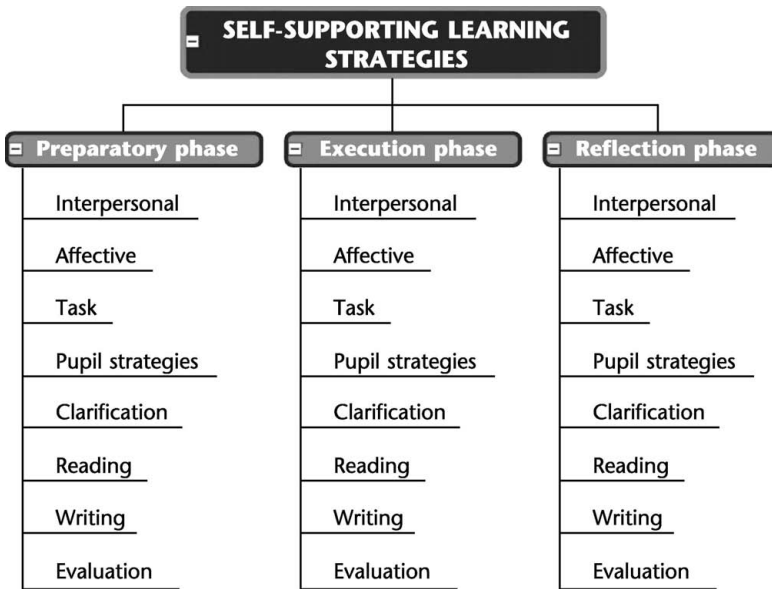 SELF-SUPPORTING LEARNING
STRATEGIES
Preparatory phase
Interpersonal
Affective
Task
Pupil strategies
Clarification
Reading
Writing
Evaluation
Execution phase
Interpersonal
Affective
Task
Pupil strategies
Clarification
Reading
Writing
Evaluation
Reflection phase
Interpersonal
Affective
Task
Pupil strategies
Clarification
Reading
Writing
Evaluation